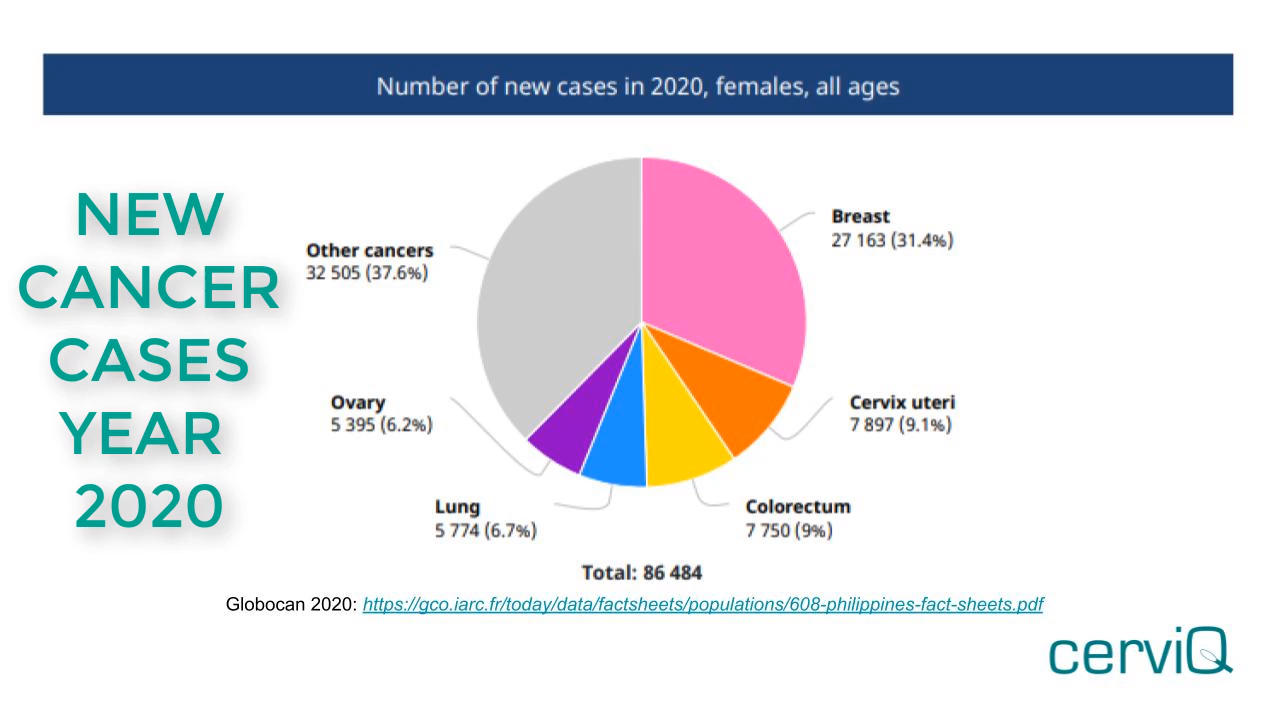 Number of new cases in 2020, females, all ages
NEW
CANCER
CASES
YEAR
2020
Breast
27 163 (31.4%)
Other cancers
32 505 (37.6%)
Ovary
5 395 (6.2%)
Cervix uteri
7 897 (9.1%)
Lung
5 774 (6.7%)
Colorectum
7 750 (9%)
Total: 86 484
Globocan 2020: https://gco.iarc.fr/today/data/factsheets/populations/608-philippines-fact-sheets.pdf
cerviQ